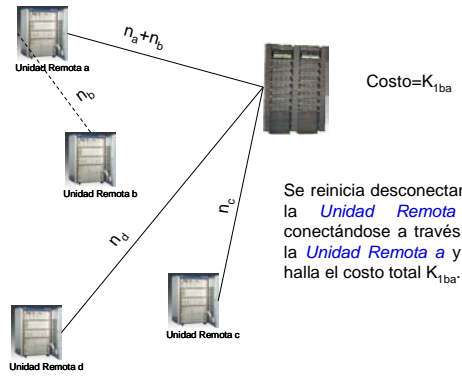 n_a+n_b
Unidad Remota a
n_b
Costo=K_1ba
Unidad Remota b
Se reinicia desconectar
la Unidad Remota
conectándose a través
la Unidad Remota a y
halla el costo total K_1ba.
n_c
n_d
Unidad Remota c
Unidad Remota d